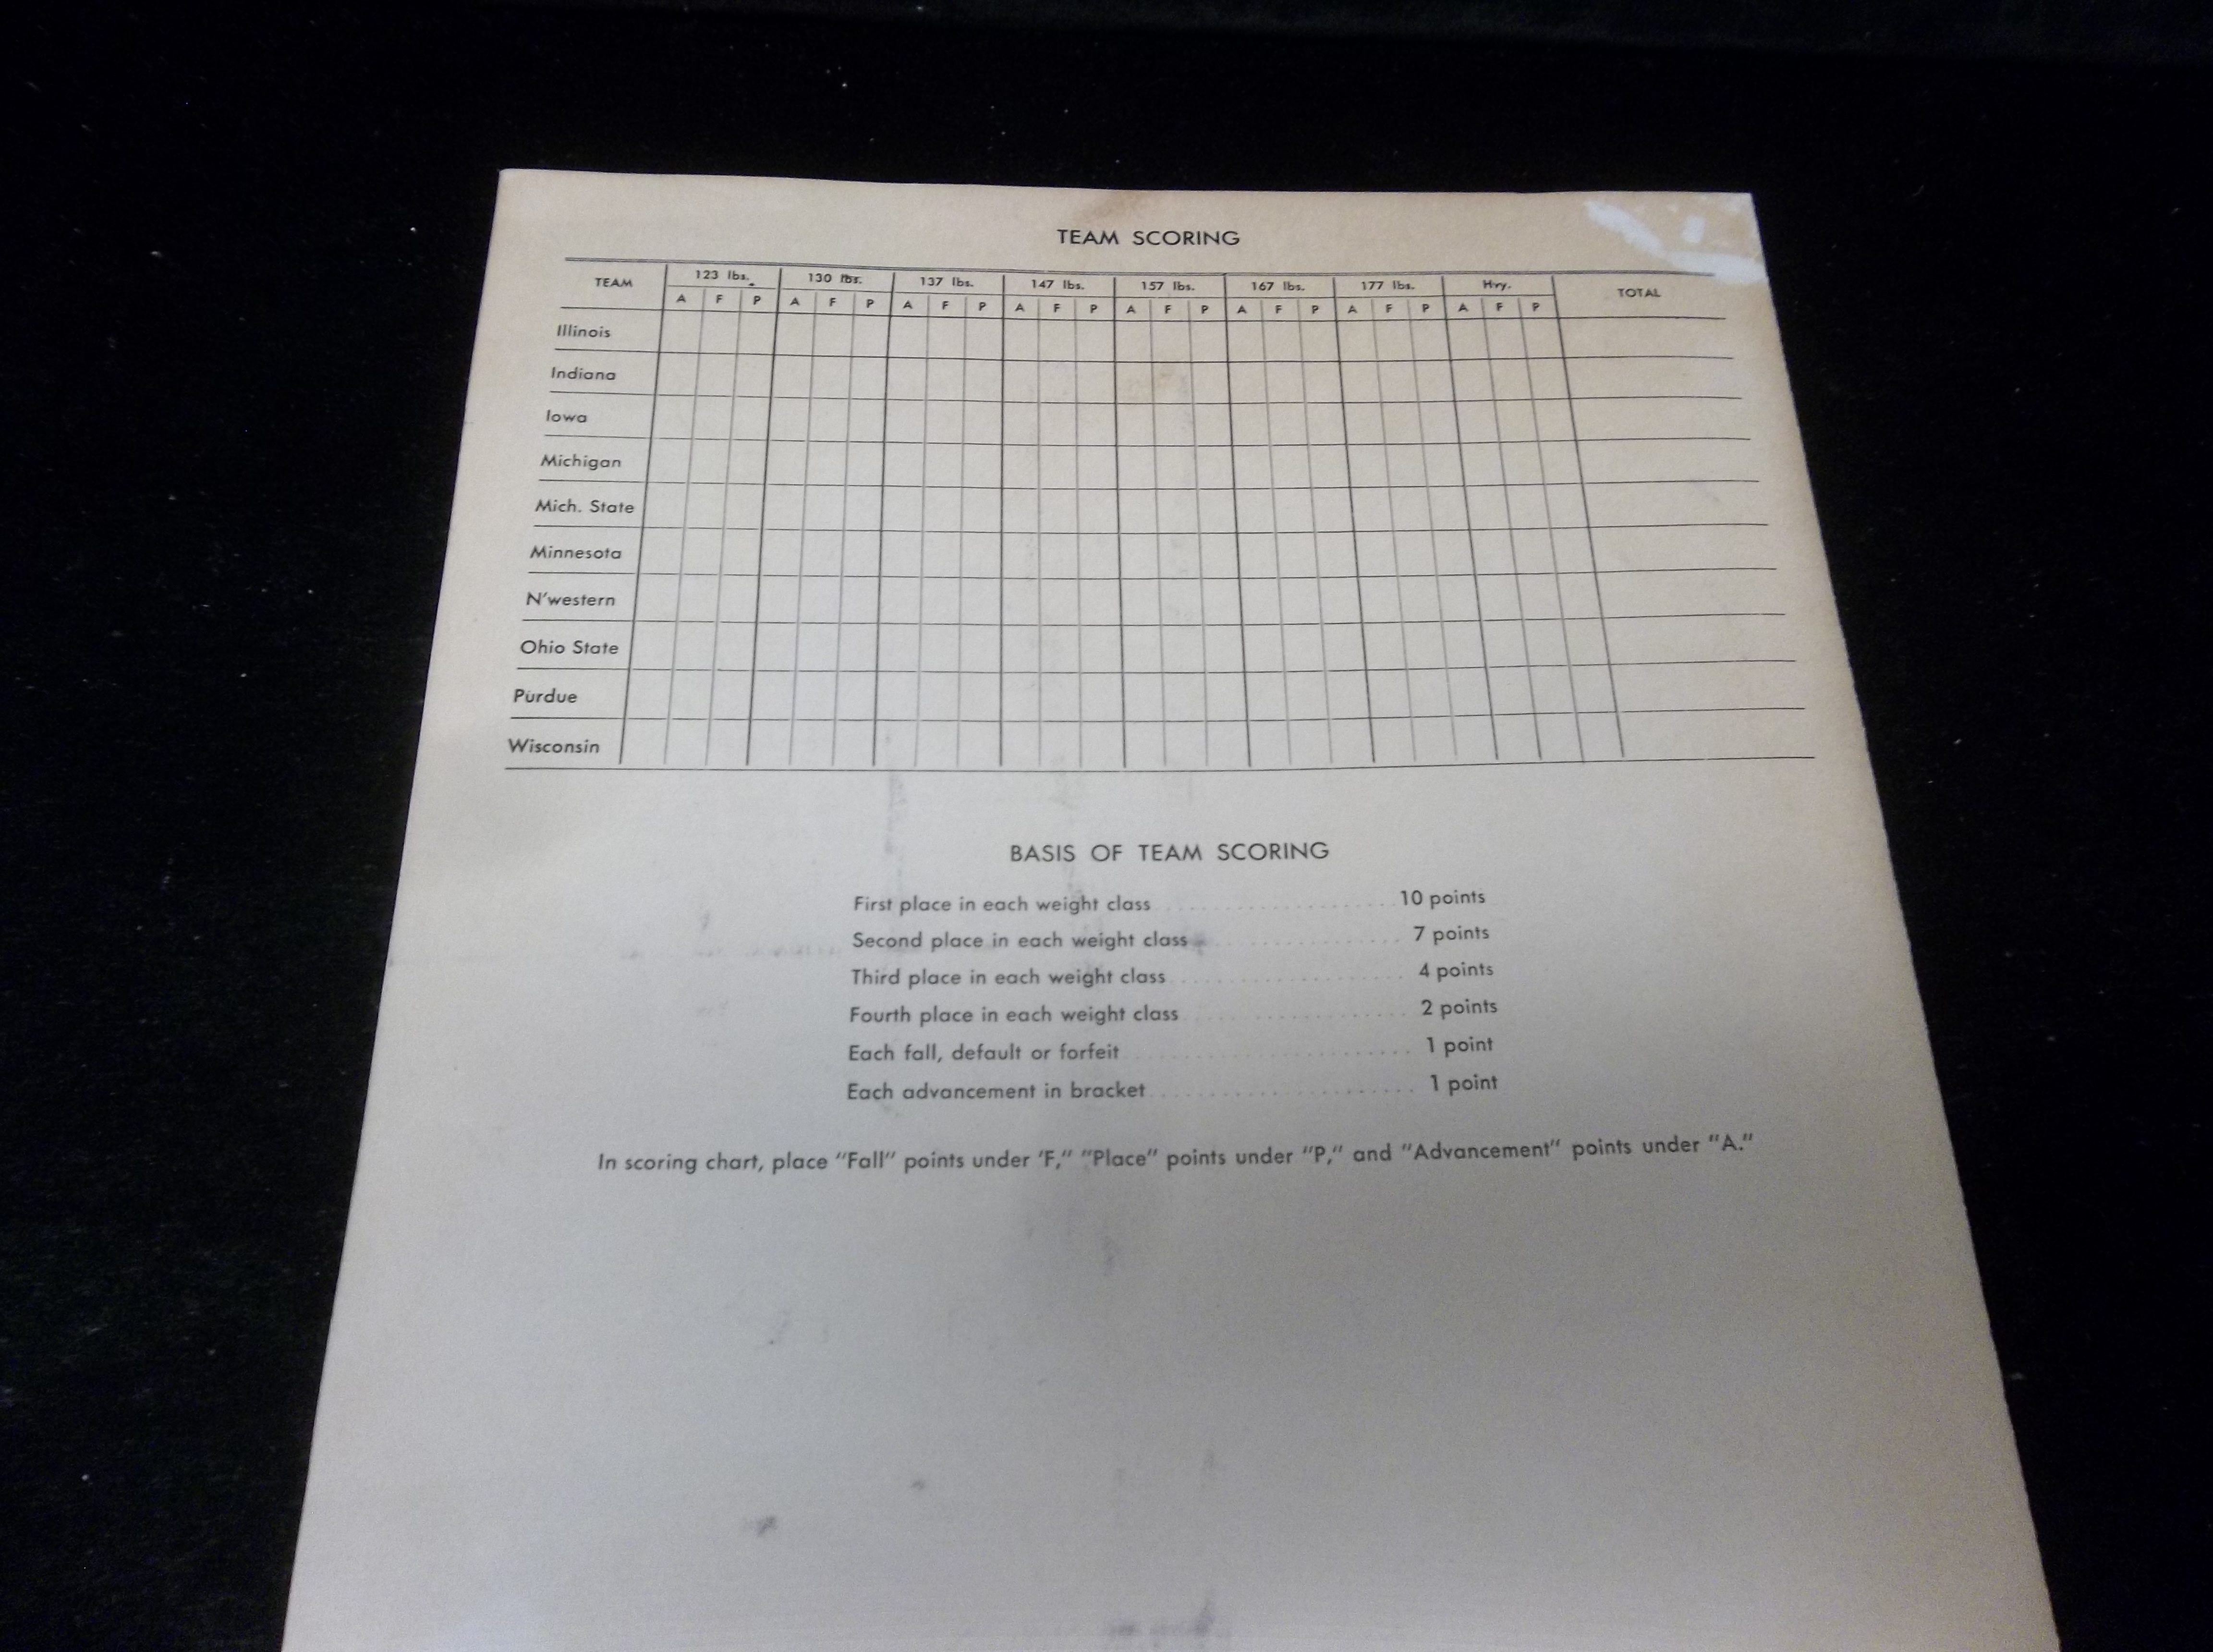 TEAM SCORING
TEAM 123 lbs. 130 lbs. 137 lbs. 147 lbs. 157 lbs. 167 lbs. 177 lbs. Hvy. TOTAL
A F P A F P A F P A F P A F P A F P A F P A F P
Illinois
Indiana
Iowa
Michigan
Mich. State
Minnesota
N'western
Ohio State
Purdue
Wisconsin
BASIS OF TEAM SCORING
First place in each weight class 10 points
Second place in each weight class 7 points
Third place in each weight class 4 points
Fourth place in each weight class 2 points
Each fall, default or forfeit 1 point
Each advancement in bracket 1 point
In scoring chart, place "Fall" points under 'F," "Place" points under "P," and "Advancement" points under "A."